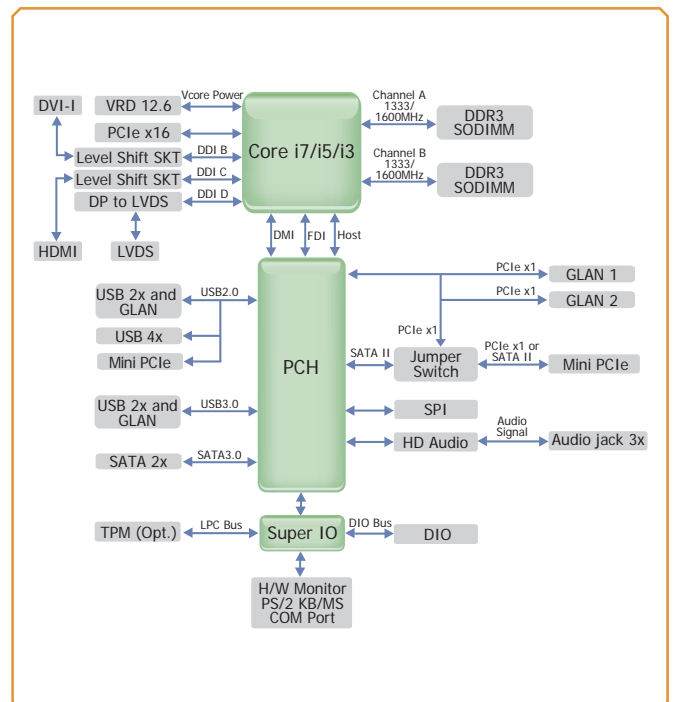 Vcore Power
DVI-I
VRD 12.6
PCIe x16
Level Shift SKT
DDI B
Level Shift SKT
DDI C
DP to LVDS
DDI D
HDMI
LVDS
Core i7/i5/i3
Channel A
1333/
1600MHz
DDR3
SODIMM
Channel B
1333/
1600MHz
DDR3
SODIMM
DMI
FDI
Host
PCH
USB 2x and
GLAN
USB2.0
USB 4x
Mini PCIe
USB 2x and
GLAN
USB3.0
SATA 2x
SATA3.0
PCIe x1
GLAN 1
PCIe x1
GLAN 2
PCIe x1
SATA II
Jumper
Switch
PCIe x1 or
SATA II
Mini PCIe
SPI
HD Audio
Audio
Signal
Audio jack 3x
TPM (Opt.)
LPC Bus
Super IO
DIO Bus
DIO
H/W Monitor
PS/2 KB/MS
COM Port